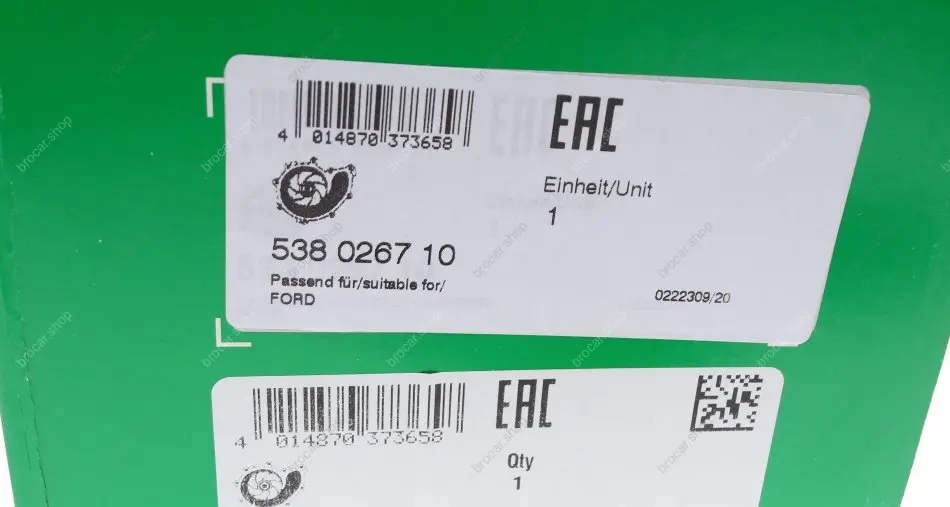 4 014870 373658
EAC
Einheit/Unit
1
538 0267 10
Passend für/suitable for/
FORD
0222309/20
4 014870 373658
EAC
Qty
1
brocar.shop